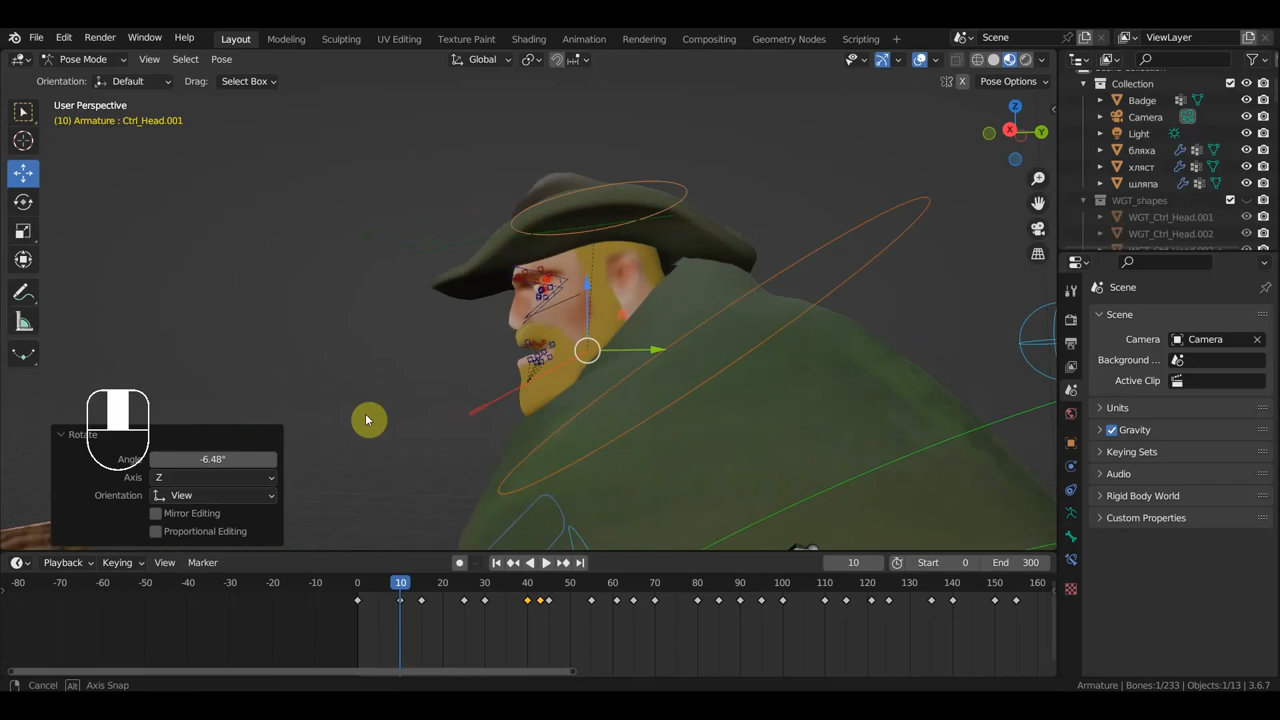 File Edit Render Window Help Layout Modeling Sculpting UV Editing Texture Paint Shading Animation Rendering Compositing Geometry Nodes Scripting + Scene ViewLayer
Pose Mode View Select Pose Global
Orientation: Default Drag: Select Box X Pose Options
Collection
User Perspective
Badge
(10) Armature : Ctrl_Head.001
Camera
Light
бляха
хляст
шляпа
WGT_shapes
WGT_Ctrl_Head.001
WGT_Ctrl_Head.002
Z
X
Y
Scene
Scene
Camera Camera
Background ...
Active Clip
Units
Gravity
Keying Sets
Audio
Rigid Body World
Custom Properties
Rotate
Angle -6.48°
Axis Z
Orientation View
Mirror Editing
Proportional Editing
Playback Keying View Marker 10 Start 0 End 300
-80 -70 -60 -50 -40 -30 -20 -10 0 10 20 30 40 50 60 70 80 90 100 110 120 130 140 150 160
Cancel Alt Axis Snap Armature | Bones:1/233 | Objects:1/13 | 3.6.7